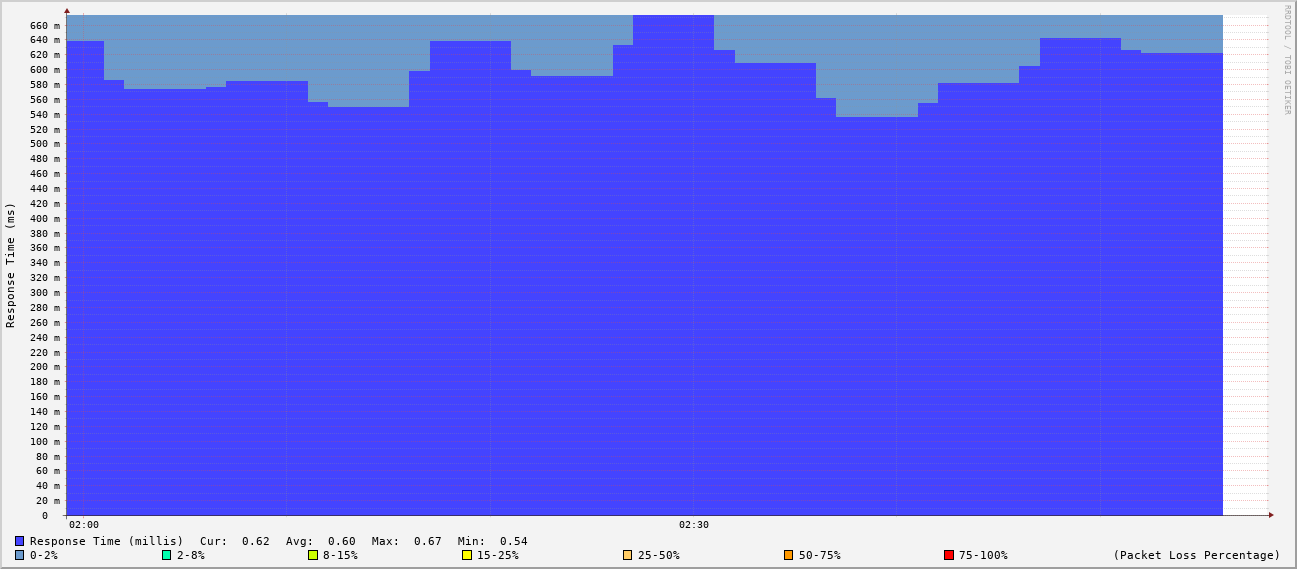 RRDTOOL / TOBI OETIKER
Response Time (ms)
660 m
640 m
620 m
600 m
580 m
560 m
540 m
520 m
500 m
480 m
460 m
440 m
420 m
400 m
380 m
360 m
340 m
320 m
300 m
280 m
260 m
240 m
220 m
200 m
180 m
160 m
140 m
120 m
100 m
80 m
60 m
40 m
20 m
0
02:00 02:30
Response Time (millis) Cur: 0.62 Avg: 0.60 Max: 0.67 Min: 0.54
0-2% 2-8% 8-15% 15-25% 25-50% 50-75% 75-100% (Packet Loss Percentage)